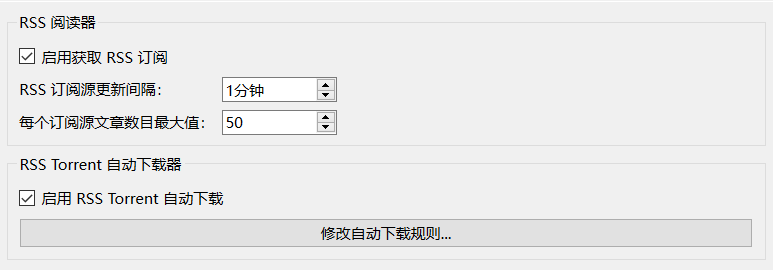 RSS 阅读器
启用获取 RSS 订阅
RSS 订阅源更新间隔： 1分钟
每个订阅源文章数目最大值： 50
RSS Torrent 自动下载器
启用 RSS Torrent 自动下载
修改自动下载规则...